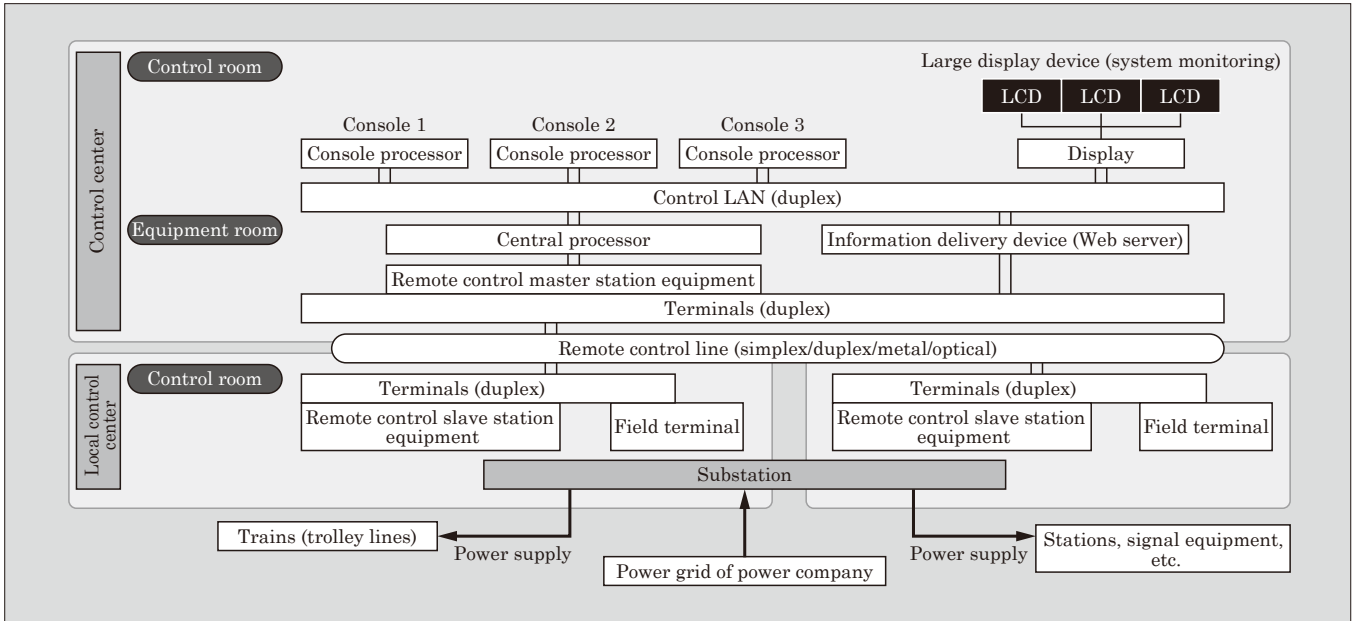 Control center
Control room
Large display device (system monitoring)
LCD
LCD
LCD
Console 1
Console 2
Console 3
Console processor
Console processor
Console processor
Display
Control LAN (duplex)
Equipment room
Central processor
Information delivery device (Web server)
Remote control master station equipment
Terminals (duplex)
Remote control line (simplex/duplex/metal/optical)
Local control
center
Control room
Terminals (duplex)
Remote control slave station
equipment
Field terminal
Terminals (duplex)
Remote control slave station
equipment
Field terminal
Substation
Trains (trolley lines)
Power supply
Power grid of power company
Power supply
Stations, signal equipment,
etc.